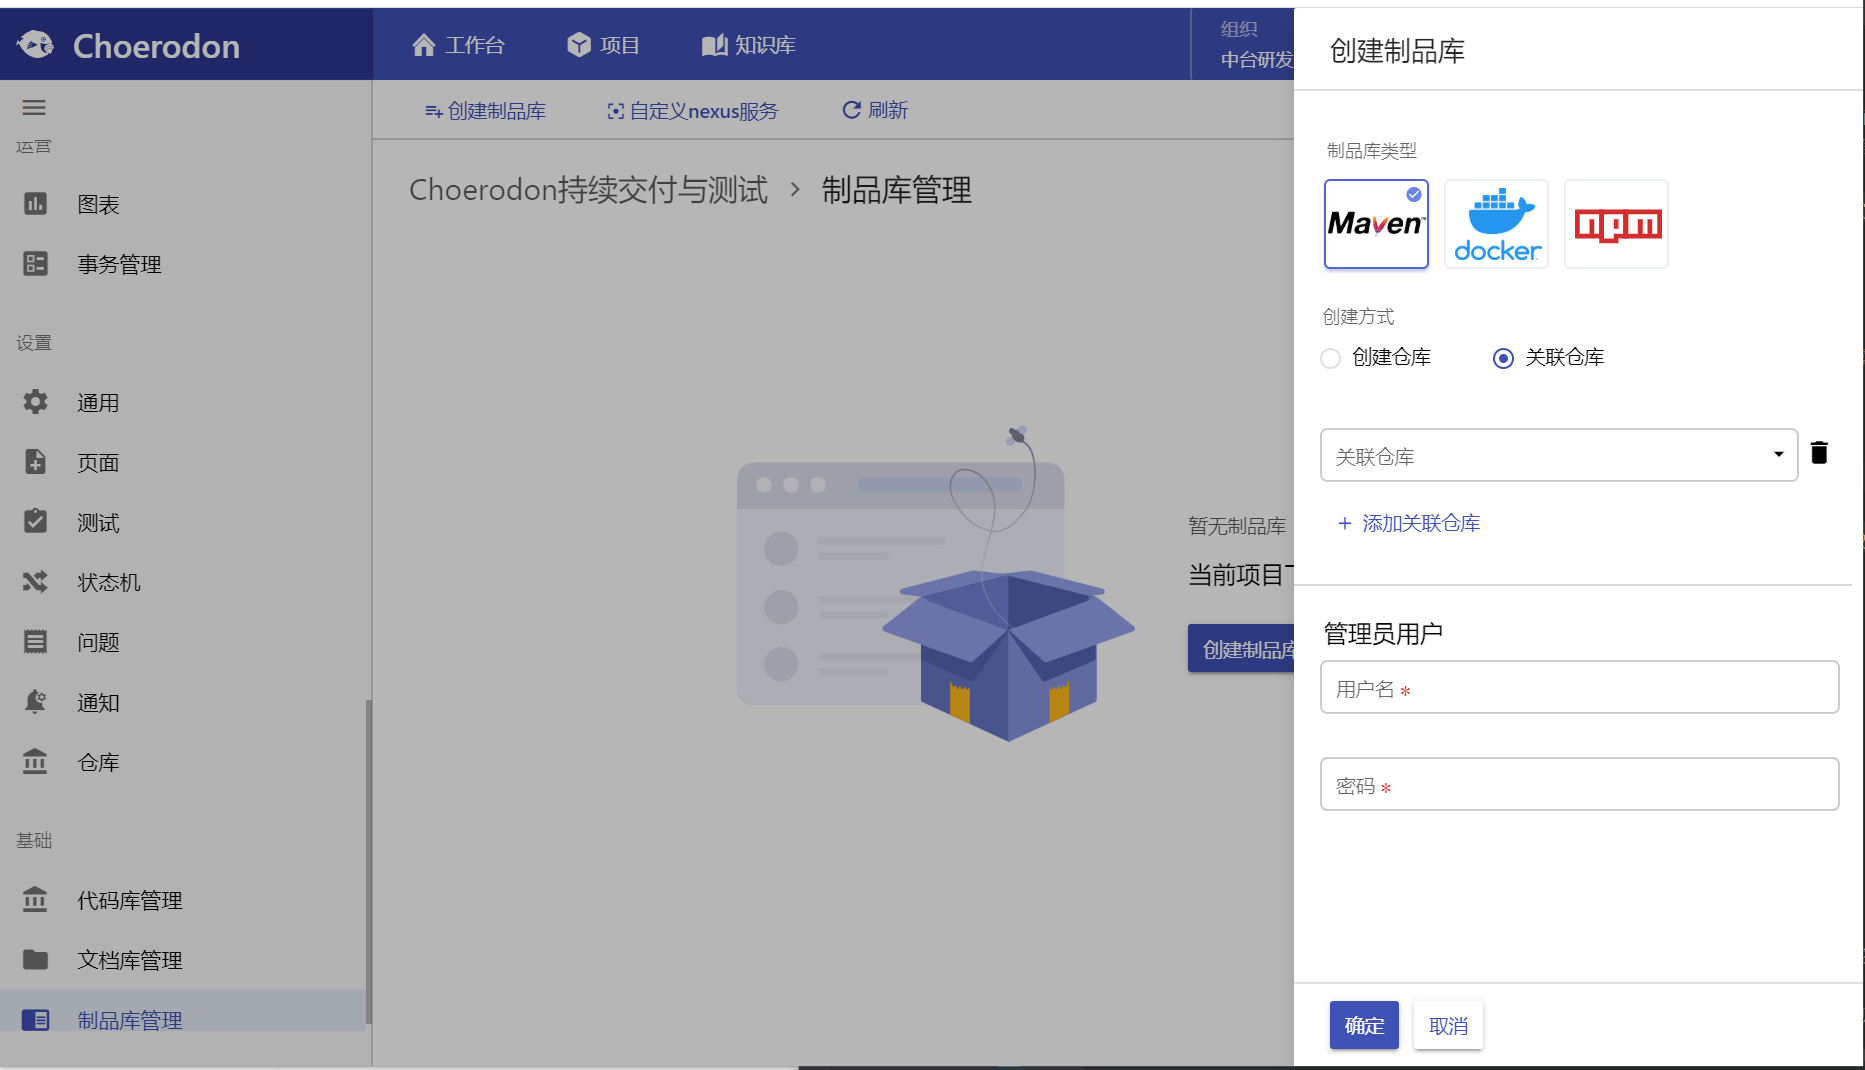 Choerodon
工作台
项目
知识库
组织
中台研发
运营
图表
事务管理
设置
通用
页面
测试
状态机
问题
通知
仓库
基础
代码库管理
文档库管理
制品库管理
创建制品库
自定义nexus服务
刷新
Choerodon持续交付与测试 > 制品库管理
暂无制品库
当前项目
创建制品库
创建制品库
制品库类型
Maven™
docker
npm
创建方式
创建仓库
关联仓库
关联仓库
+ 添加关联仓库
管理员用户
用户名 *
密码 *
确定
取消